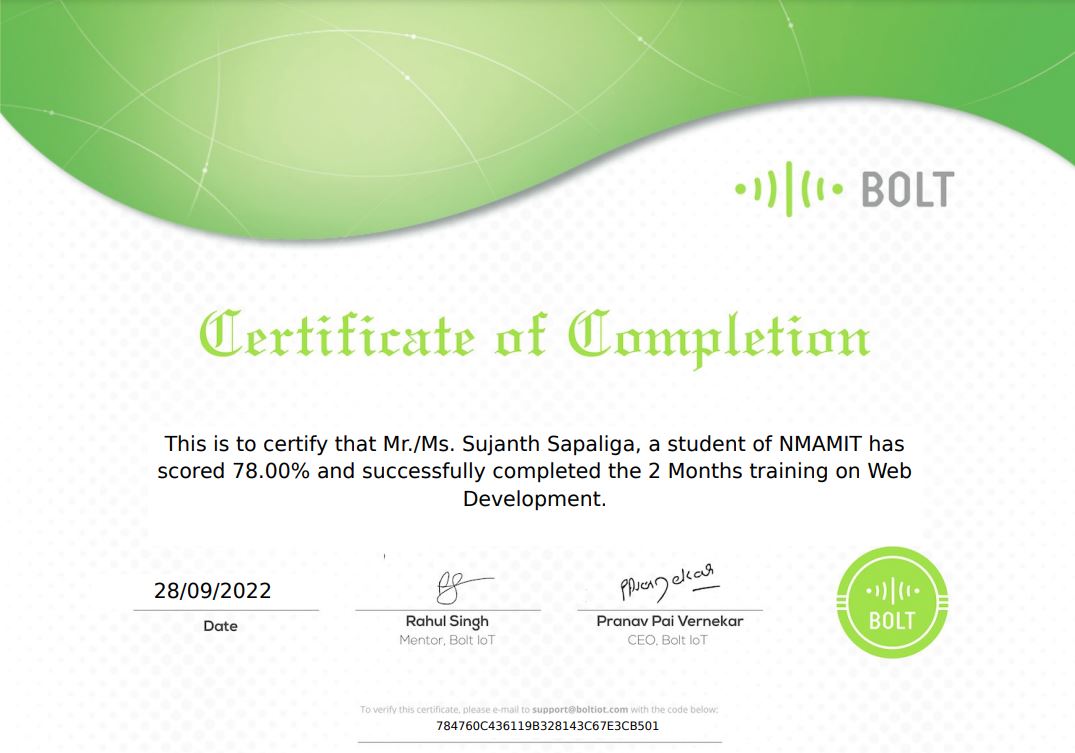 BOLT
Certificate of Completion
This is to certify that Mr./Ms. Sujanth Sapaliga, a student of NMAMIT has
scored 78.00% and successfully completed the 2 Months training on Web
Development.
28/09/2022
Date
Rahul Singh
Mentor, Bolt IoT
Pranav Pai Vernekar
CEO, Bolt IoT
BOLT
To verify this certificate, please e-mail to support@boltiot.com with the code below;
784760C436119B328143C67E3CB501